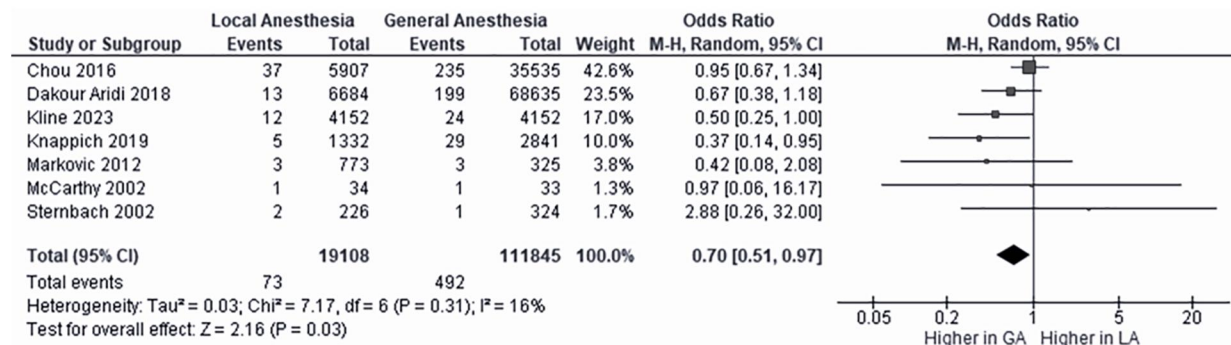 Local Anesthesia General Anesthesia Odds Ratio Odds Ratio
Study or Subgroup Events Total Events Total Weight M-H, Random, 95% CI M-H, Random, 95% CI
Chou 2016 37 5907 235 35535 42.6% 0.95 [0.67, 1.34]
Dakour Aridi 2018 13 6684 199 68635 23.5% 0.67 [0.38, 1.18]
Kline 2023 12 4152 24 4152 17.0% 0.50 [0.25, 1.00]
Knappich 2019 5 1332 29 2841 10.0% 0.37 [0.14, 0.95]
Markovic 2012 3 773 3 325 3.8% 0.42 [0.08, 2.08]
McCarthy 2002 1 34 1 33 1.3% 0.97 [0.06, 16.17]
Sternbach 2002 2 226 1 324 1.7% 2.88 [0.26, 32.00]
Total (95% CI) 19108 111845 100.0% 0.70 [0.51, 0.97]
Total events 73 492
Heterogeneity: Tau² = 0.03; Chi² = 7.17, df = 6 (P = 0.31); I² = 16%
Test for overall effect: Z = 2.16 (P = 0.03)
0.05 0.2 1 5 20
Higher in GA Higher in LA